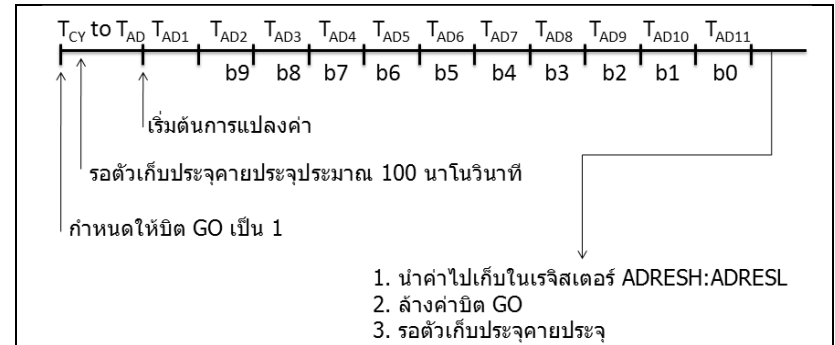 TCY to TAD TAD1 TAD2 TAD3 TAD4 TAD5 TAD6 TAD7 TAD8 TAD9 TAD10 TAD11
b9 b8 b7 b6 b5 b4 b3 b2 b1 b0
เริ่มต้นการแปลงค่า
รอตัวเก็บประจุคายประจุประมาณ 100 นาโนวินาที
กำหนดให้บิต GO เป็น 1
1. นำค่าไปเก็บในเรจิสเตอร์ ADRESH:ADRESL
2. ล้างค่าบิต GO
3. รอตัวเก็บประจุคายประจุ